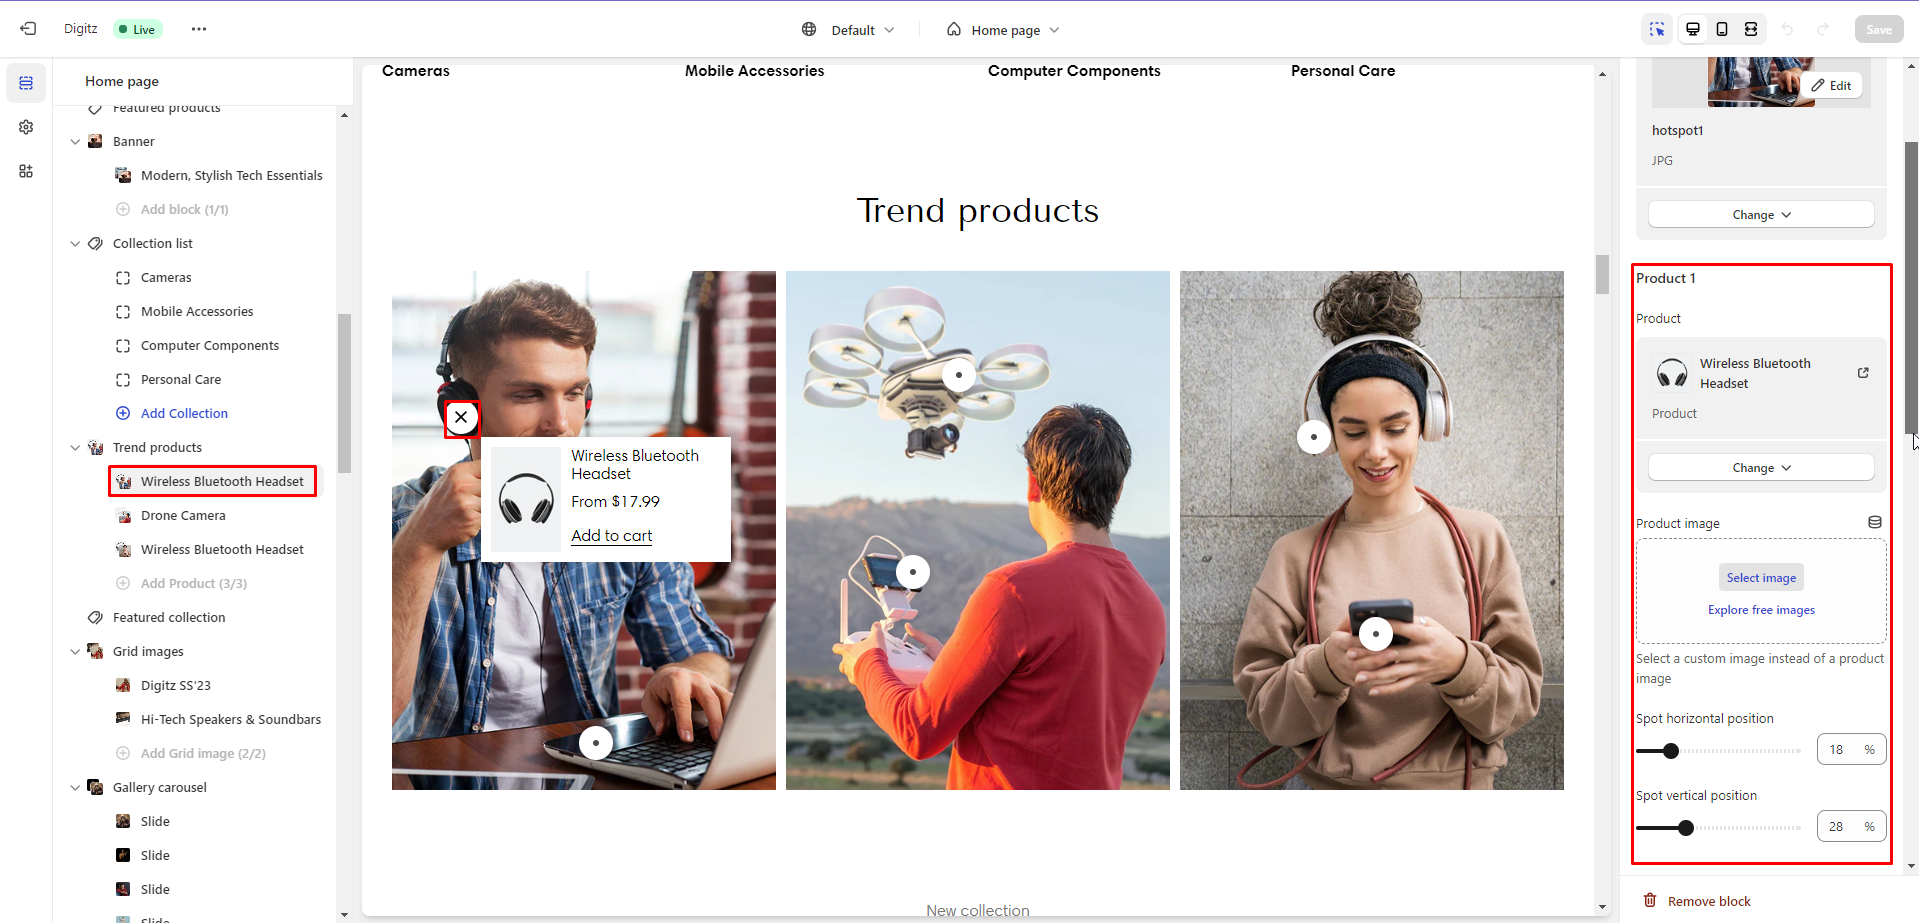 Digitz
Live
Default
Home page
Save
Home page
Featured products
Banner
Modern, Stylish Tech Essentials
Add block (1/1)
Collection list
Cameras
Mobile Accessories
Computer Components
Personal Care
Add Collection
Trend products
Wireless Bluetooth Headset
Drone Camera
Wireless Bluetooth Headset
Add Product (3/3)
Featured collection
Grid images
Digitz SS'23
Hi-Tech Speakers & Soundbars
Add Grid image (2/2)
Gallery carousel
Slide
Slide
Slide
Slide
Cameras
Mobile Accessories
Computer Components
Personal Care
Trend products
Wireless Bluetooth
Headset
From $17.99
Add to cart
New collection
Edit
hotspot1
JPG
Change
Product 1
Product
Wireless Bluetooth
Headset
Product
Change
Product image
Select image
Explore free images
Select a custom image instead of a product
image
Spot horizontal position
18 %
Spot vertical position
28 %
Remove block